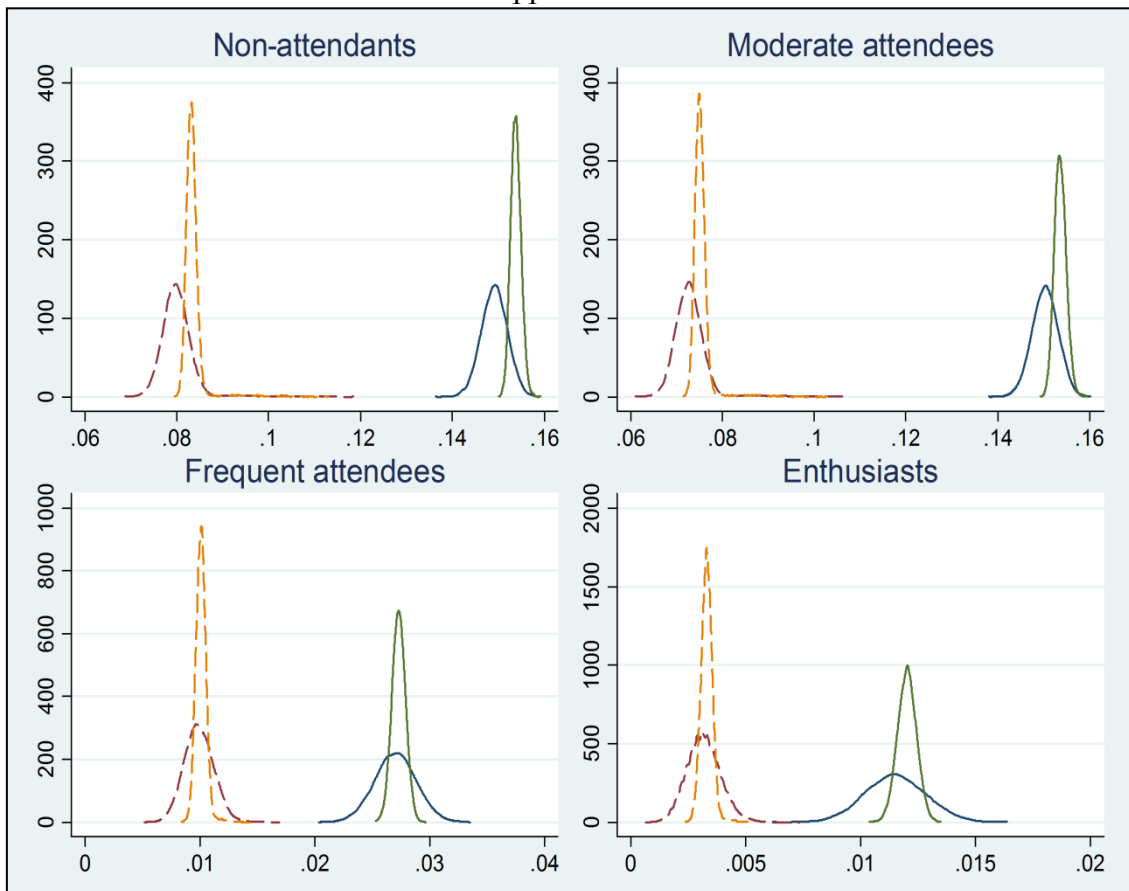 pp
Non-attendants Moderate attendees
400 400
300 300
200 200
100 100
0 0
.06 .08 .1 .12 .14 .16 .06 .08 .1 .12 .14 .16
Frequent attendees Enthusiasts
1000 2000
800 1500
600 1000
400 500
200 0
0
0 .01 .02 .03 .04 0 .005 .01 .015 .02